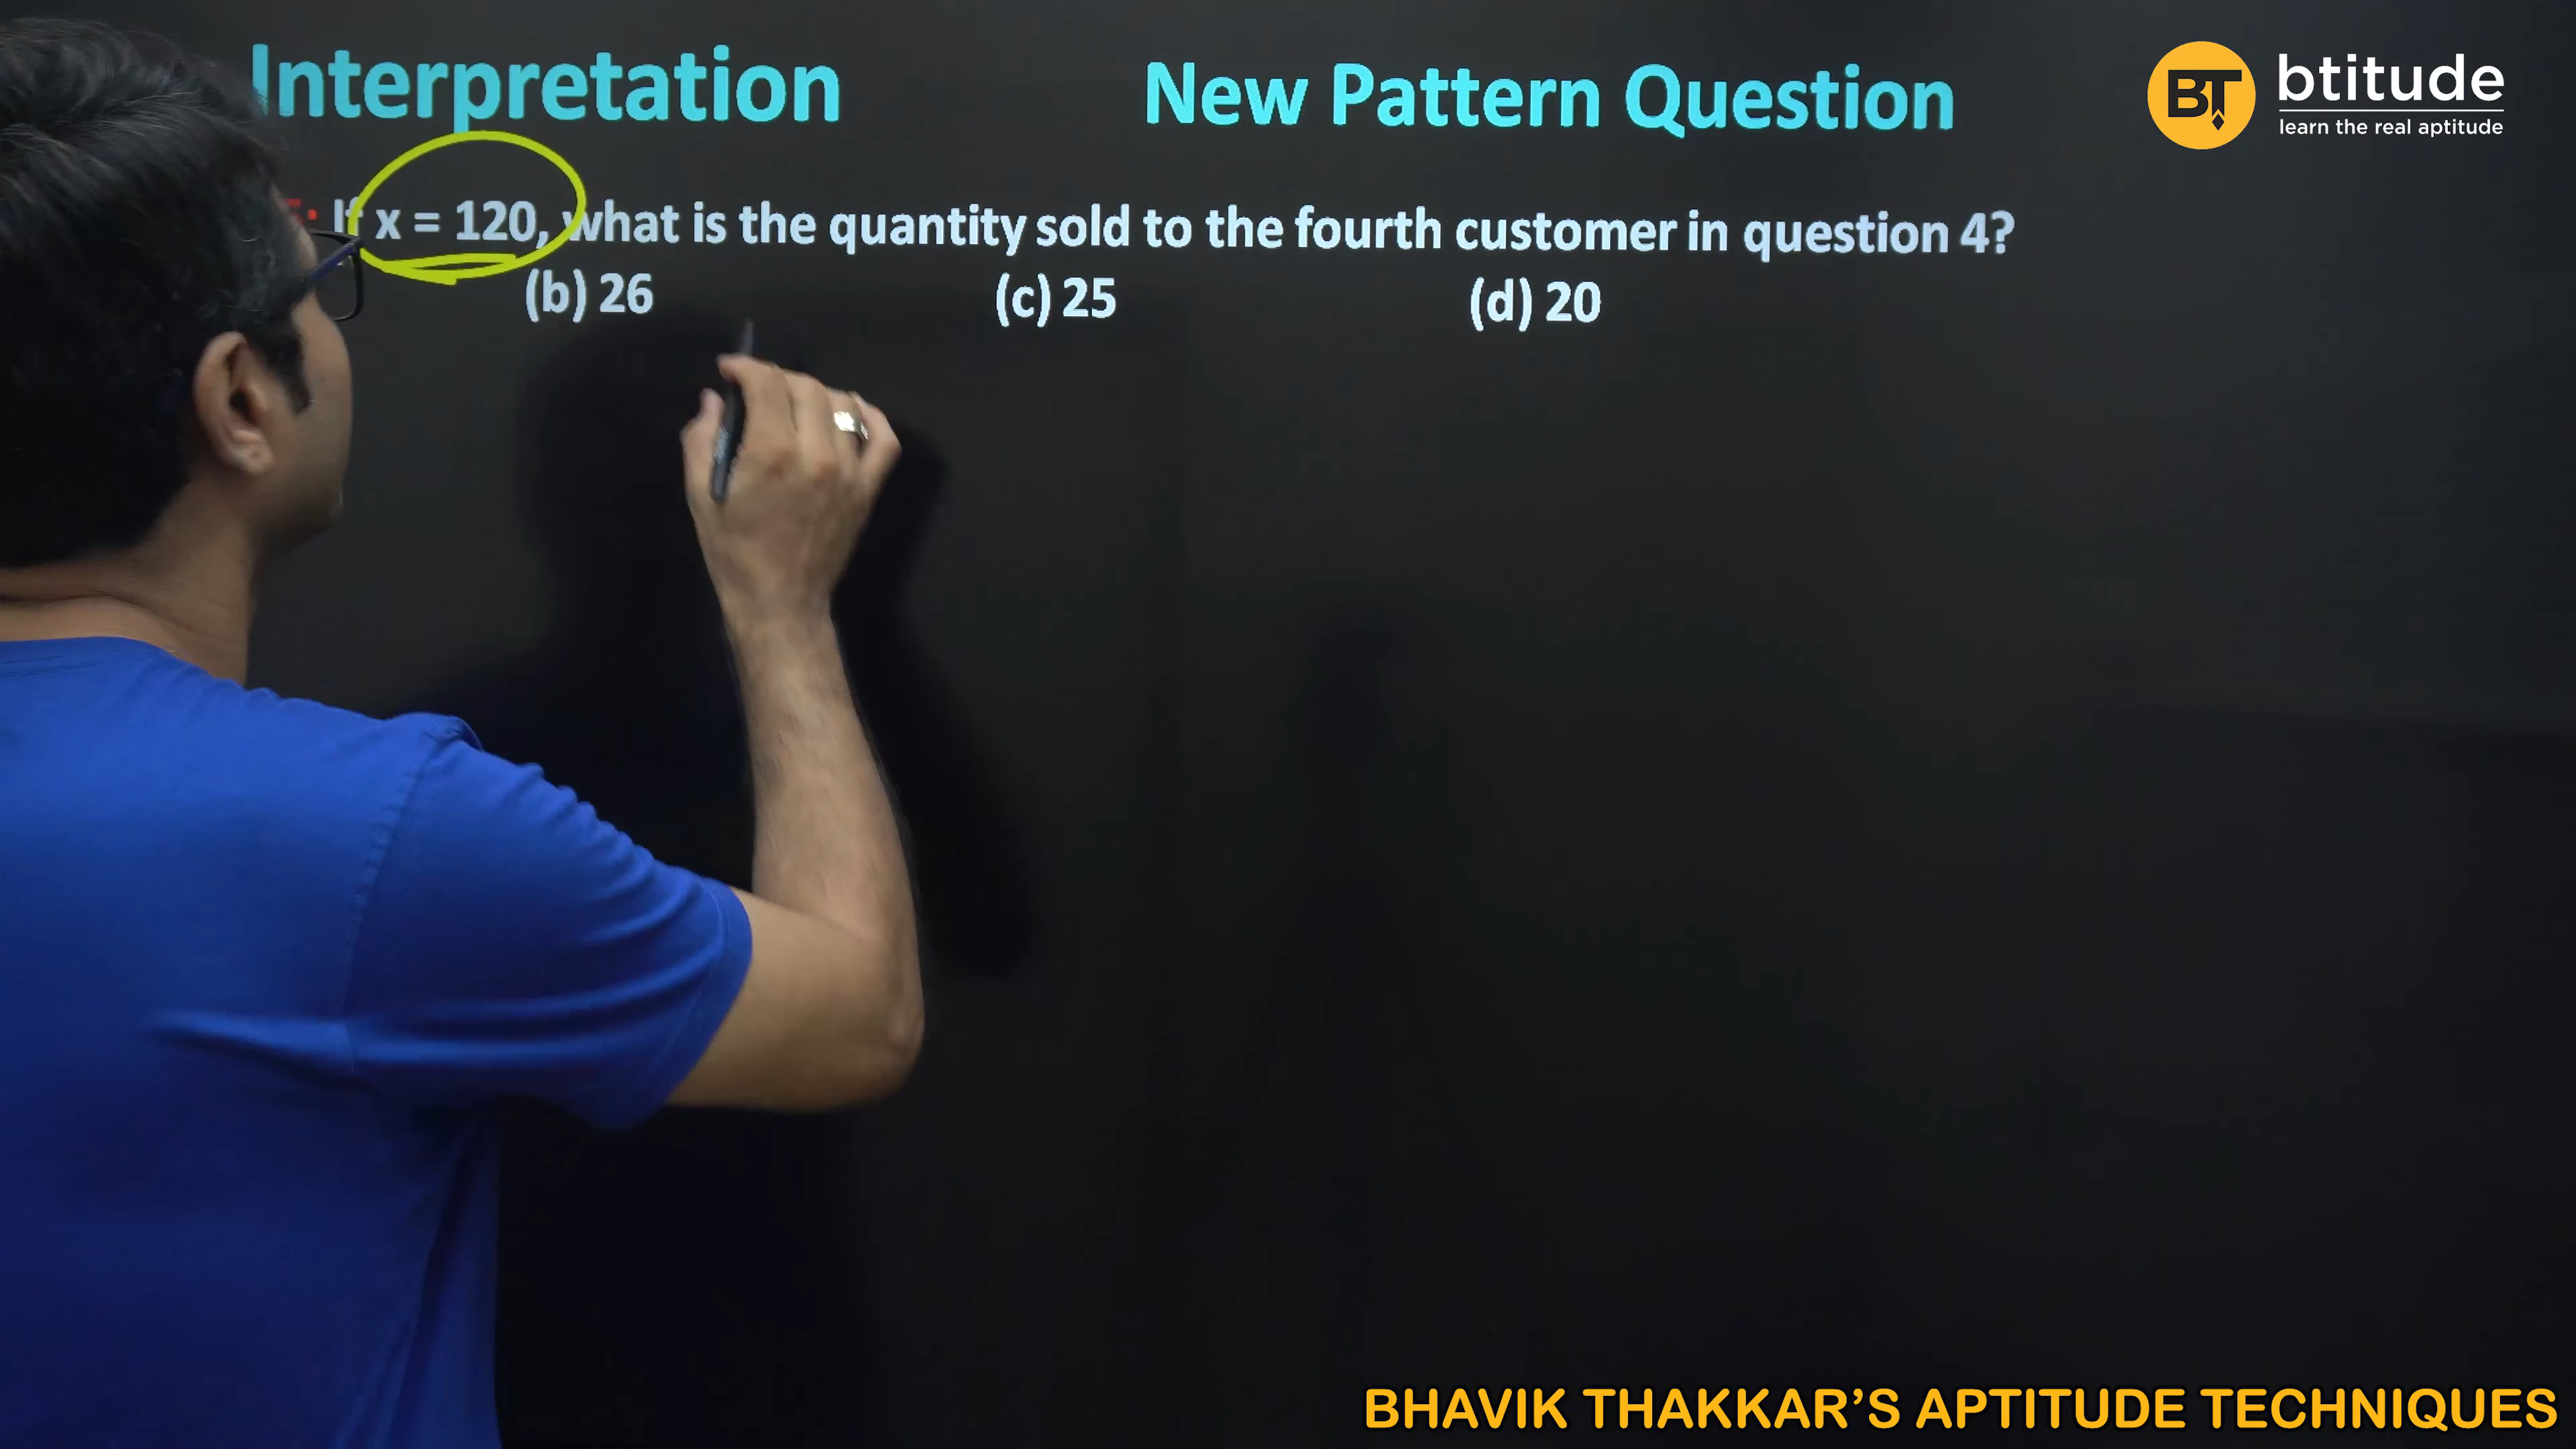 Interpretation
New Pattern Question
BT btitude
learn the real aptitude
If x = 120, what is the quantity sold to the fourth customer in question 4?
(b) 26
(c) 25
(d) 20
BHAVIK THAKKAR'S APTITUDE TECHNIQUES